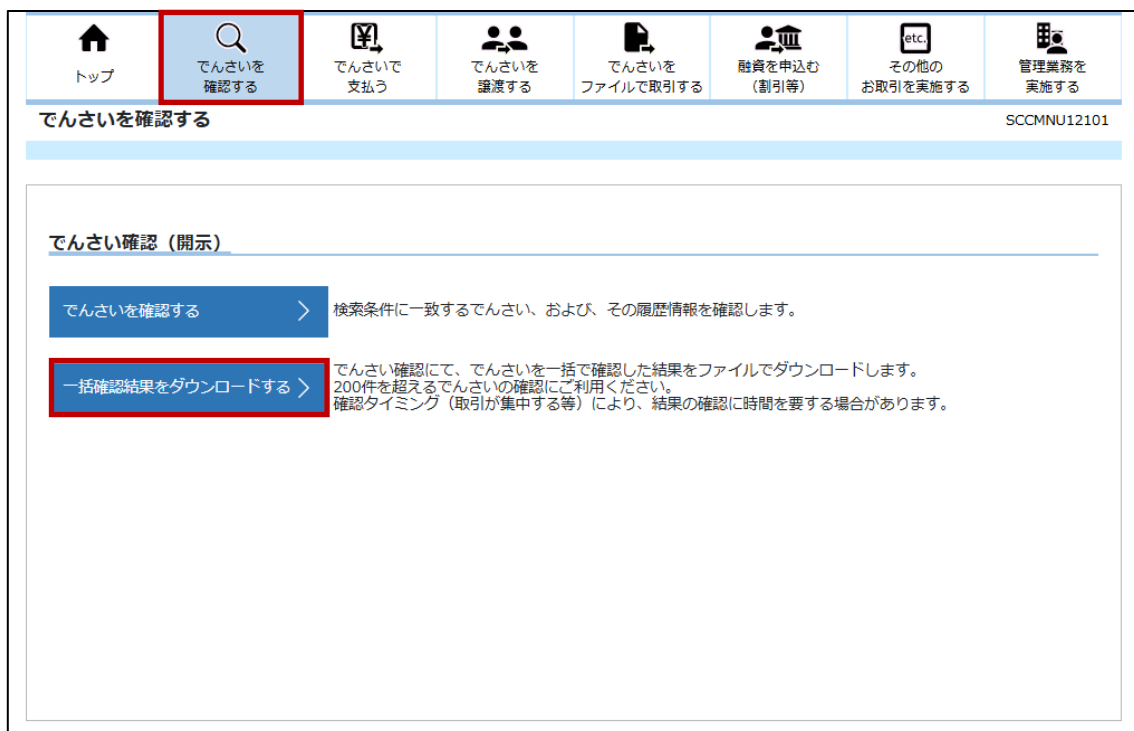 トップ
でんさいを
確認する
でんさいで
支払う
でんさいを
譲渡する
でんさいを
ファイルで取引する
融資を申込む
(割引等)
etc.
その他の
お取引を実施する
管理業務を
実施する
でんさいを確認する
SCCMNU12101
でんさい確認（開示）
でんさいを確認する
検索条件に一致するでんさい、および、その履歴情報を確認します。
一括確認結果をダウンロードする
でんさい確認にて、でんさいを一括で確認した結果をファイルでダウンロードします。
200件を超えるでんさいの確認にご利用ください。
確認タイミング（取引が集中する等）により、結果の確認に時間を要する場合があります。